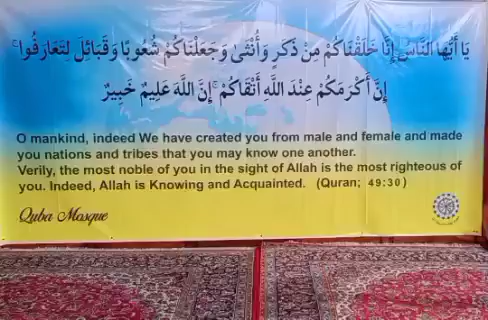 يَا أَيُّهَا النَّاسُ إِنَّا خَلَقْنَاكُمْ مِنْ ذَكَرٍ وَأُنْثَىٰ وَجَعَلْنَاكُمْ شُعُوبًا وَقَبَائِلَ لِتَعَارَفُوا ۚ
إِنَّ أَكْرَمَكُمْ عِنْدَ اللَّهِ أَتْقَاكُمْ ۚ إِنَّ اللَّهَ عَلِيمٌ خَبِيرٌ
O mankind, indeed We have created you from male and female and made
you nations and tribes that you may know one another.
Verily, the most noble of you in the sight of Allah is the most righteous of
you. Indeed, Allah is Knowing and Acquainted. (Quran; 49:30)
Quba Mosque